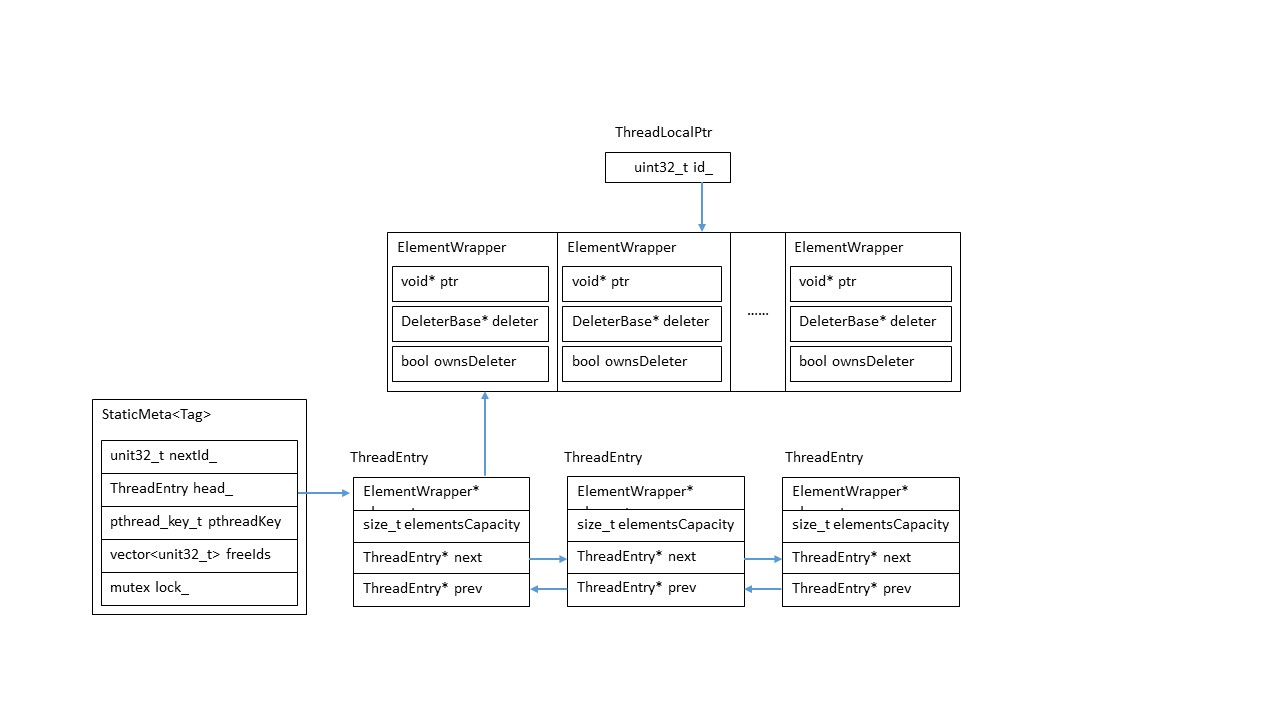 ThreadLocalPtr
uint32_t id_
ElementWrapper
void* ptr
DeleterBase* deleter
bool ownsDeleter
ElementWrapper
void* ptr
DeleterBase* deleter
bool ownsDeleter
......
ElementWrapper
void* ptr
DeleterBase* deleter
bool ownsDeleter
StaticMeta<Tag>
unit32_t nextId_
ThreadEntry head_
pthread_key_t pthreadKey
vector<unit32_t> freeIds
mutex lock_
ThreadEntry
ElementWrapper*
size_t elementsCapacity
ThreadEntry* next
ThreadEntry* prev
ThreadEntry
ElementWrapper*
size_t elementsCapacity
ThreadEntry* next
ThreadEntry* prev
ThreadEntry
ElementWrapper*
size_t elementsCapacity
ThreadEntry* next
ThreadEntry* prev